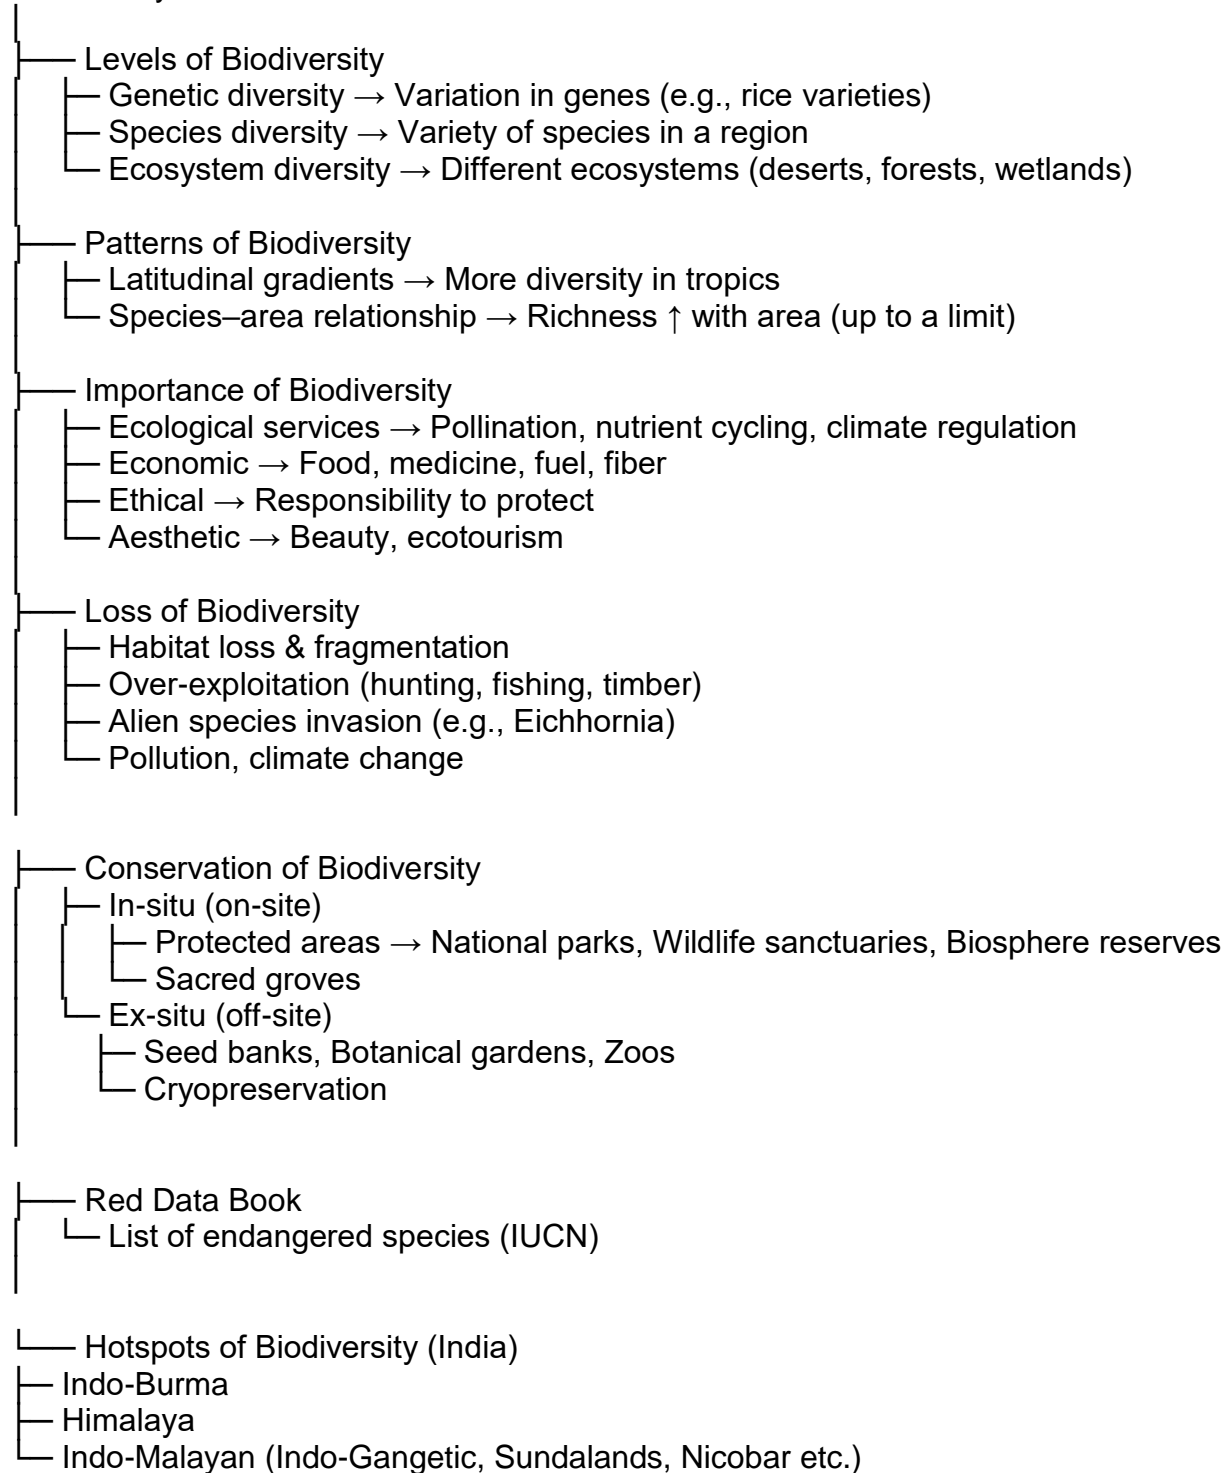 ├── Levels of Biodiversity
│ ├─ Genetic diversity → Variation in genes (e.g., rice varieties)
│ ├─ Species diversity → Variety of species in a region
│ └─ Ecosystem diversity → Different ecosystems (deserts, forests, wetlands)
├── Patterns of Biodiversity
│ ├─ Latitudinal gradients → More diversity in tropics
│ └─ Species–area relationship → Richness ↑ with area (up to a limit)
├── Importance of Biodiversity
│ ├─ Ecological services → Pollination, nutrient cycling, climate regulation
│ ├─ Economic → Food, medicine, fuel, fiber
│ ├─ Ethical → Responsibility to protect
│ └─ Aesthetic → Beauty, ecotourism
├── Loss of Biodiversity
│ ├─ Habitat loss & fragmentation
│ ├─ Over-exploitation (hunting, fishing, timber)
│ ├─ Alien species invasion (e.g., Eichhornia)
│ └─ Pollution, climate change
├── Conservation of Biodiversity
│ ├─ In-situ (on-site)
│ │ ├─ Protected areas → National parks, Wildlife sanctuaries, Biosphere reserves
│ │ └─ Sacred groves
│ └─ Ex-situ (off-site)
│ ├─ Seed banks, Botanical gardens, Zoos
│ └─ Cryopreservation
├── Red Data Book
│ └─ List of endangered species (IUCN)
└── Hotspots of Biodiversity (India)
├─ Indo-Burma
├─ Himalaya
└─ Indo-Malayan (Indo-Gangetic, Sundalands, Nicobar etc.)